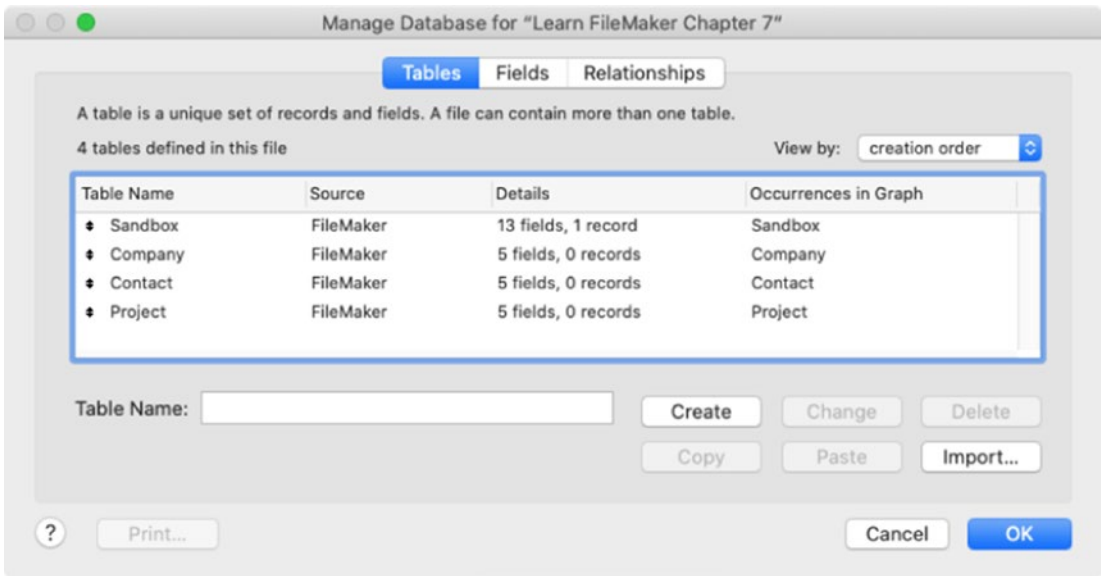 Manage Database for “Learn FileMaker Chapter 7”
Tables Fields Relationships
A table is a unique set of records and fields. A file can contain more than one table.
4 tables defined in this file View by: creation order
Table Name Source Details Occurrences in Graph
Sandbox FileMaker 13 fields, 1 record Sandbox
Company FileMaker 5 fields, 0 records Company
Contact FileMaker 5 fields, 0 records Contact
Project FileMaker 5 fields, 0 records Project
Table Name: Create Change Delete
Copy Paste Import...
? Print... Cancel OK